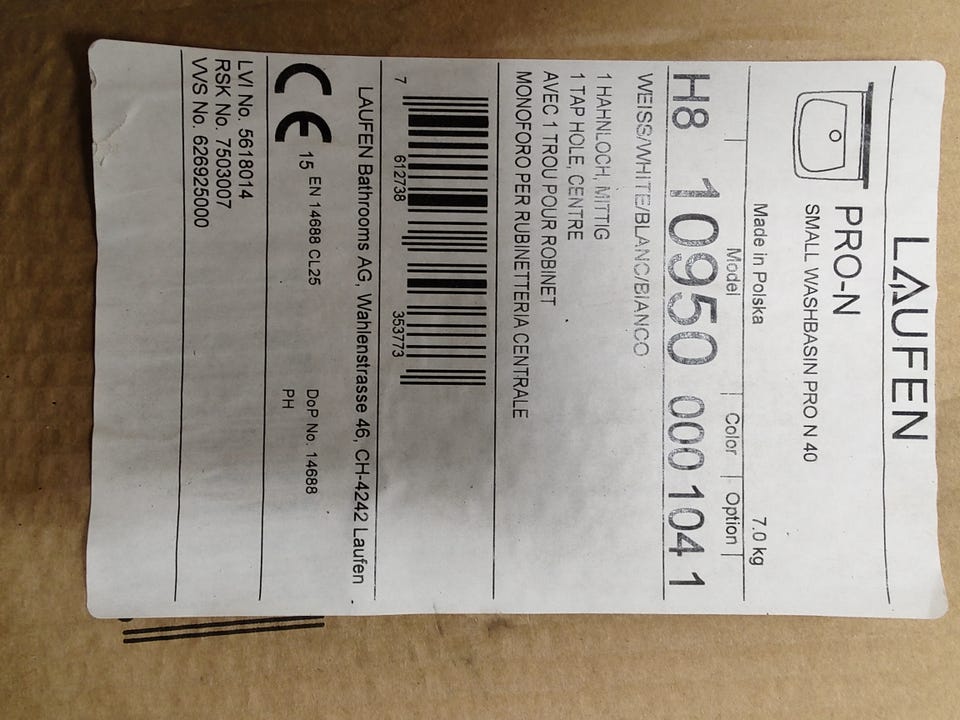 LAUFEN
PRO-N
SMALL WASHBASIN PRO N 40
Made in Polska 7.0 kg
Model Color Option
H8 10950 000 104 1
WEISS/WHITE/BLANC/BIANCO
1 HAHNLOCH, MITTIG
1 TAP HOLE, CENTRE
AVEC 1 TROU POUR ROBINET
MONOFORO PER RUBINETTERIA CENTRALE
7 612738 353773
LAUFEN Bathrooms AG, Wahlenstrasse 46, CH-4242 Laufen
CE 15 EN 14688 CL25 DoP No. 14688
PH
LVI No. 5618014
RSK No. 7503007
VVS No. 626925000